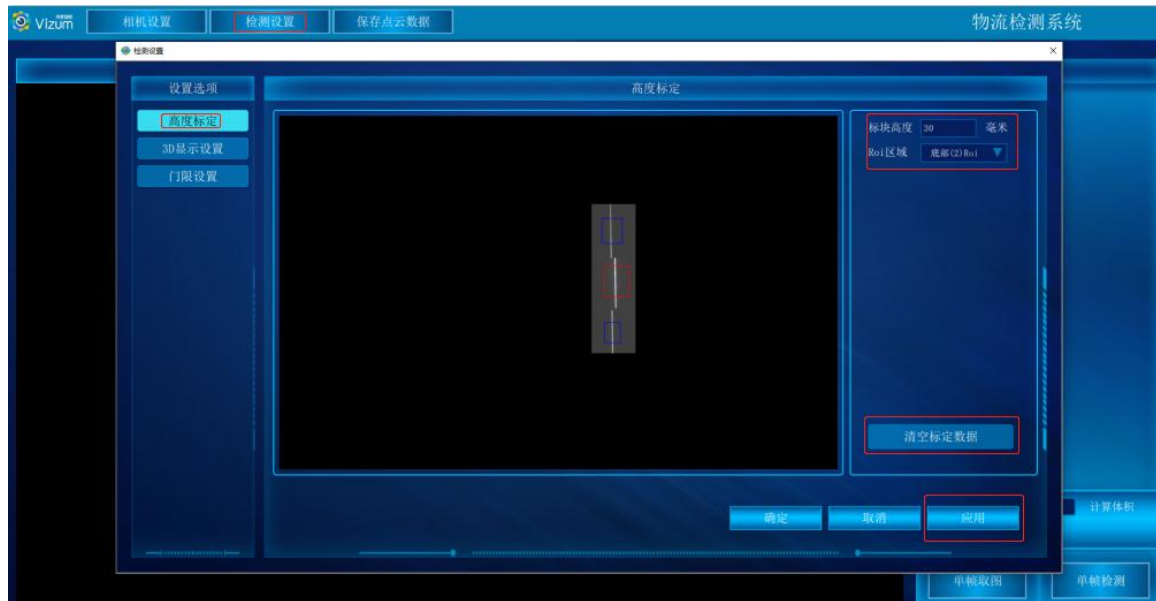 Vizum
相机设置
检测设置
保存点云数据
物流检测系统
检测设置
设置选项
高度标定
高度标定
3D显示设置
门限设置
标块高度 30 毫米
Roi区域 底部(2)Roi
清空标定数据
确定
取消
应用
计算体积
单帧取图
单帧检测